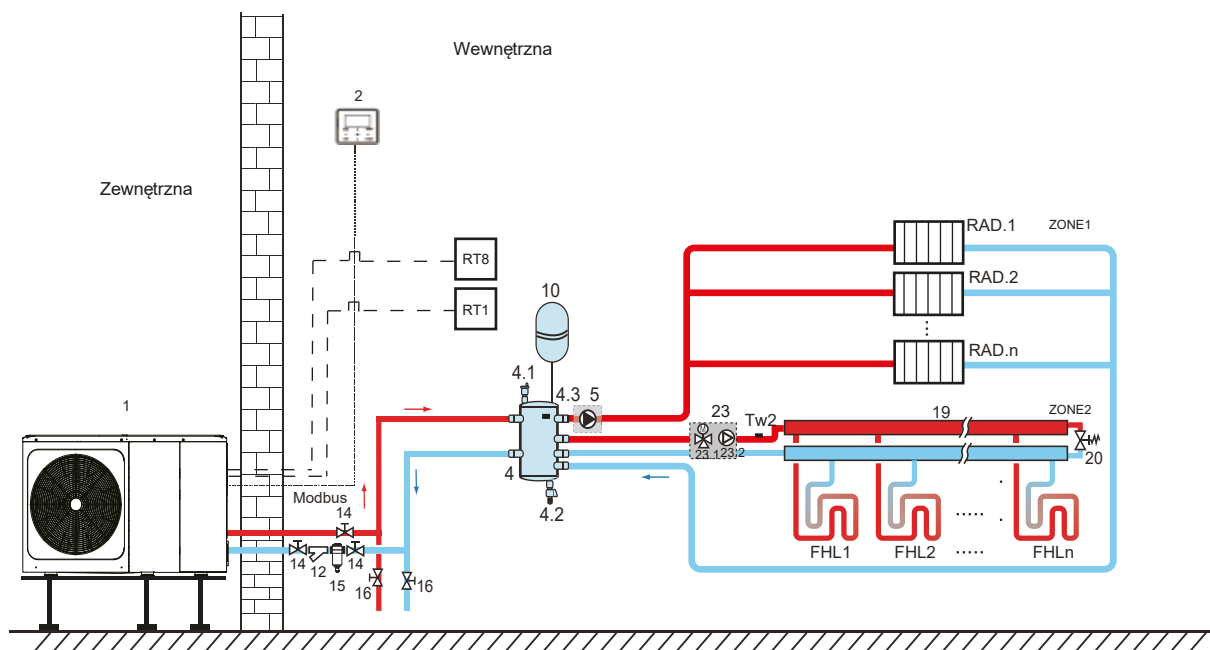 Wewnętrzna
Zewnętrzna
2
RT8
RT1
10
4.1
4.3
5
4
4.2
1
Modbus
14
14
12
15
14
16
16
23
23.1
23.2
Tw2
RAD.1
ZONE1
RAD.2
RAD.n
19
ZONE2
20
FHL1
FHL2
FHLn